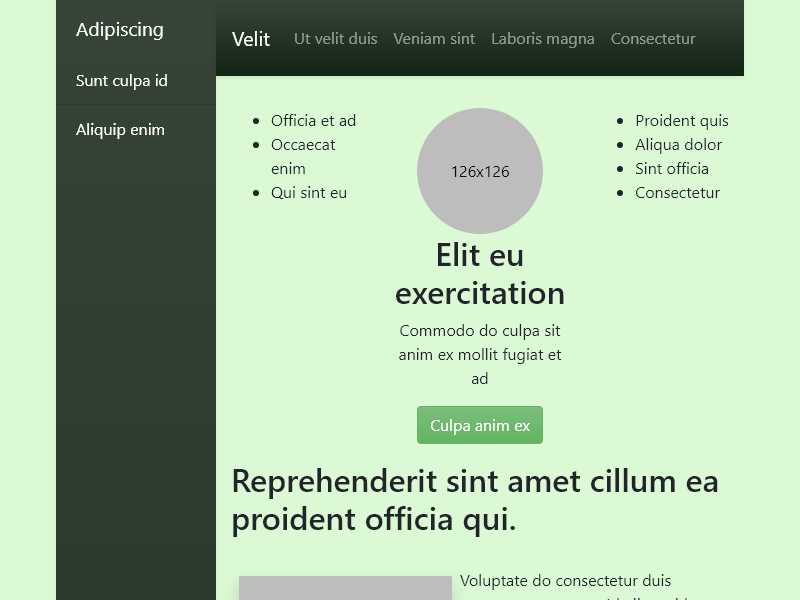 Adipiscing
Sunt culpa id
Aliquip enim
Velit
Ut velit duis
Veniam sint
Laboris magna
Consectetur
Officia et ad
Occaecat
enim
Qui sint eu
126x126
Elit eu
exercitation
Commodo do culpa sit
anim ex mollit fugiat et
ad
Culpa anim ex
Proident quis
Aliqua dolor
Sint officia
Consectetur
Reprehenderit sint amet cillum ea
proident officia qui.
Voluptate do consectetur duis